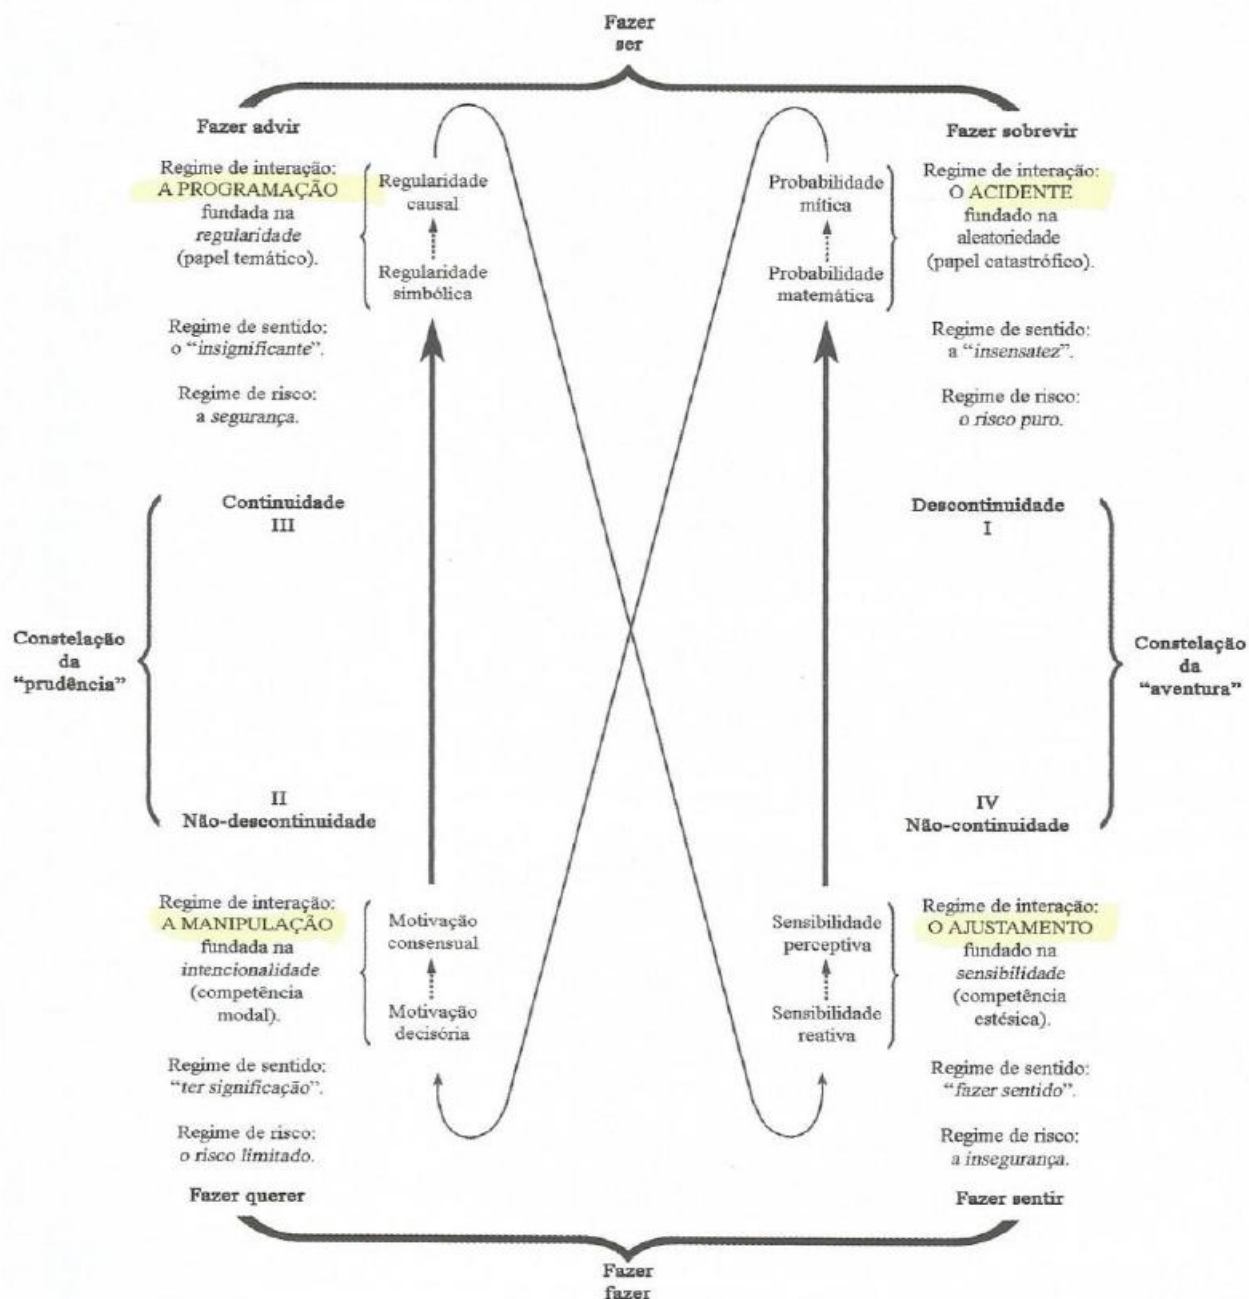 Fazer
ser
Fazer advir
Regime de interação:
A PROGRAMAÇÃO
fundada na
regularidade
(papel temático).
Regularidade
causal
Regularidade
simbólica
Regime de sentido:
o “insignificante”.
Regime de risco:
a segurança.
Fazer sobrevir
Probabilidade
mítica
Probabilidade
matemática
Regime de interação:
O ACIDENTE
fundado na
aleatoriedade
(papel catastrófico).
Regime de sentido:
a “insensatez”.
Regime de risco:
o risco puro.
Continuidade
III
Descontinuidade
I
Constelação
da
“prudência”
Constelação
da
“aventura”
II
Não-descontinuidade
IV
Não-continuidade
Regime de interação:
A MANIPULAÇÃO
fundada na
intencionalidade
(competência
modal).
Motivação
consensual
Motivação
decisória
Regime de sentido:
“ter significação”.
Regime de risco:
o risco limitado.
Fazer querer
Sensibilidade
perceptiva
Sensibilidade
reativa
Regime de interação:
O AJUSTAMENTO
fundado na
sensibilidade
(competência
estésica).
Regime de sentido:
“fazer sentido”.
Regime de risco:
a insegurança.
Fazer sentir
Fazer
fazer